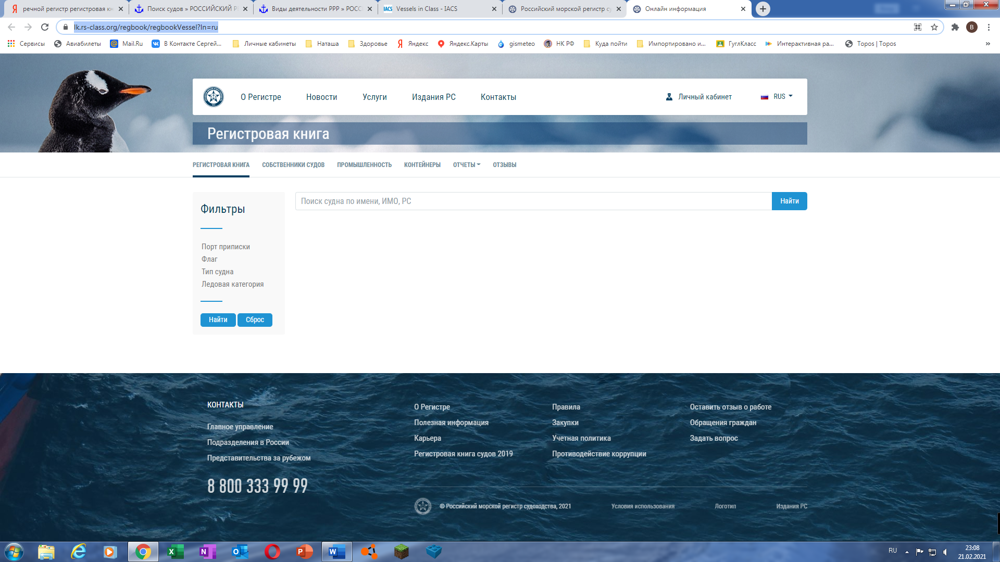 речной регистр регистровая кн
Поиск судов » РОССИЙСКИЙ Р
Виды деятельности РРР » РОСС
IACS Vessels in Class - IACS
Российский морской регистр су
Онлайн информация
lk.rs-class.org/regbook/regbookVessel?ln=ru
B
Сервисы Авиабилеты Mail.Ru В Контакте Сергей... Личные кабинеты Наташа Здоровье Яндекс Яндекс.Карты gismeteo НК РФ Куда пойти Импортировано и... ГуглКласс Интерактивная ра... Topos | Topos »
О Регистре Новости Услуги Издания РС Контакты Личный кабинет RUS
Регистровая книга
РЕГИСТРОВАЯ КНИГА СОБСТВЕННИКИ СУДОВ ПРОМЫШЛЕННОСТЬ КОНТЕЙНЕРЫ ОТЧЕТЫ ОТЗЫВЫ
Фильтры
Порт приписки
Флаг
Тип судна
Ледовая категория
Найти Сброс
Поиск судна по имени, ИМО, РС
Найти
КОНТАКТЫ
Главное управление
Подразделения в России
Представительства за рубежом
8 800 333 99 99
О Регистре
Полезная информация
Карьера
Регистровая книга судов 2019
Правила
Закупки
Учетная политика
Противодействие коррупции
Оставить отзыв о работе
Обращения граждан
Задать вопрос
© Российский морской регистр судоходства, 2021 Условия использования Логотип Издания РС
RU
23:08
21.02.2021